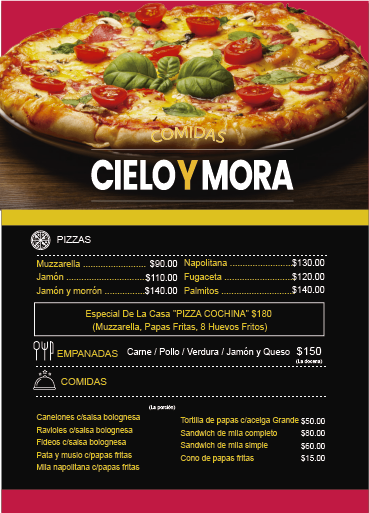 COMIDAS
CIELO Y MORA
PIZZAS
Muzzarella ........................ $90.00
Jamón ..............................$110.00
Jamón y morrón ...............$140.00
Napolitana ......................$130.00
Fugaceta .........................$120.00
Palmitos ..........................$140.00
Especial De La Casa "PIZZA COCHINA" $180
(Muzzarella, Papas Fritas, 8 Huevos Fritos)
EMPANADAS Carne / Pollo / Verdura / Jamón y Queso $150
(La docena)
COMIDAS
(La porción)
Canelones c/salsa bolognesa
Ravioles c/salsa bolognesa
Fideos c/salsa bolognesa
Pata y muslo c/papas fritas
Mila napolitana c/papas fritas
Tortilla de papas c/acelga Grande $50.00
Sandwich de mila completo $80.00
Sandwich de mila simple $60.00
Cono de papas fritas $15.00